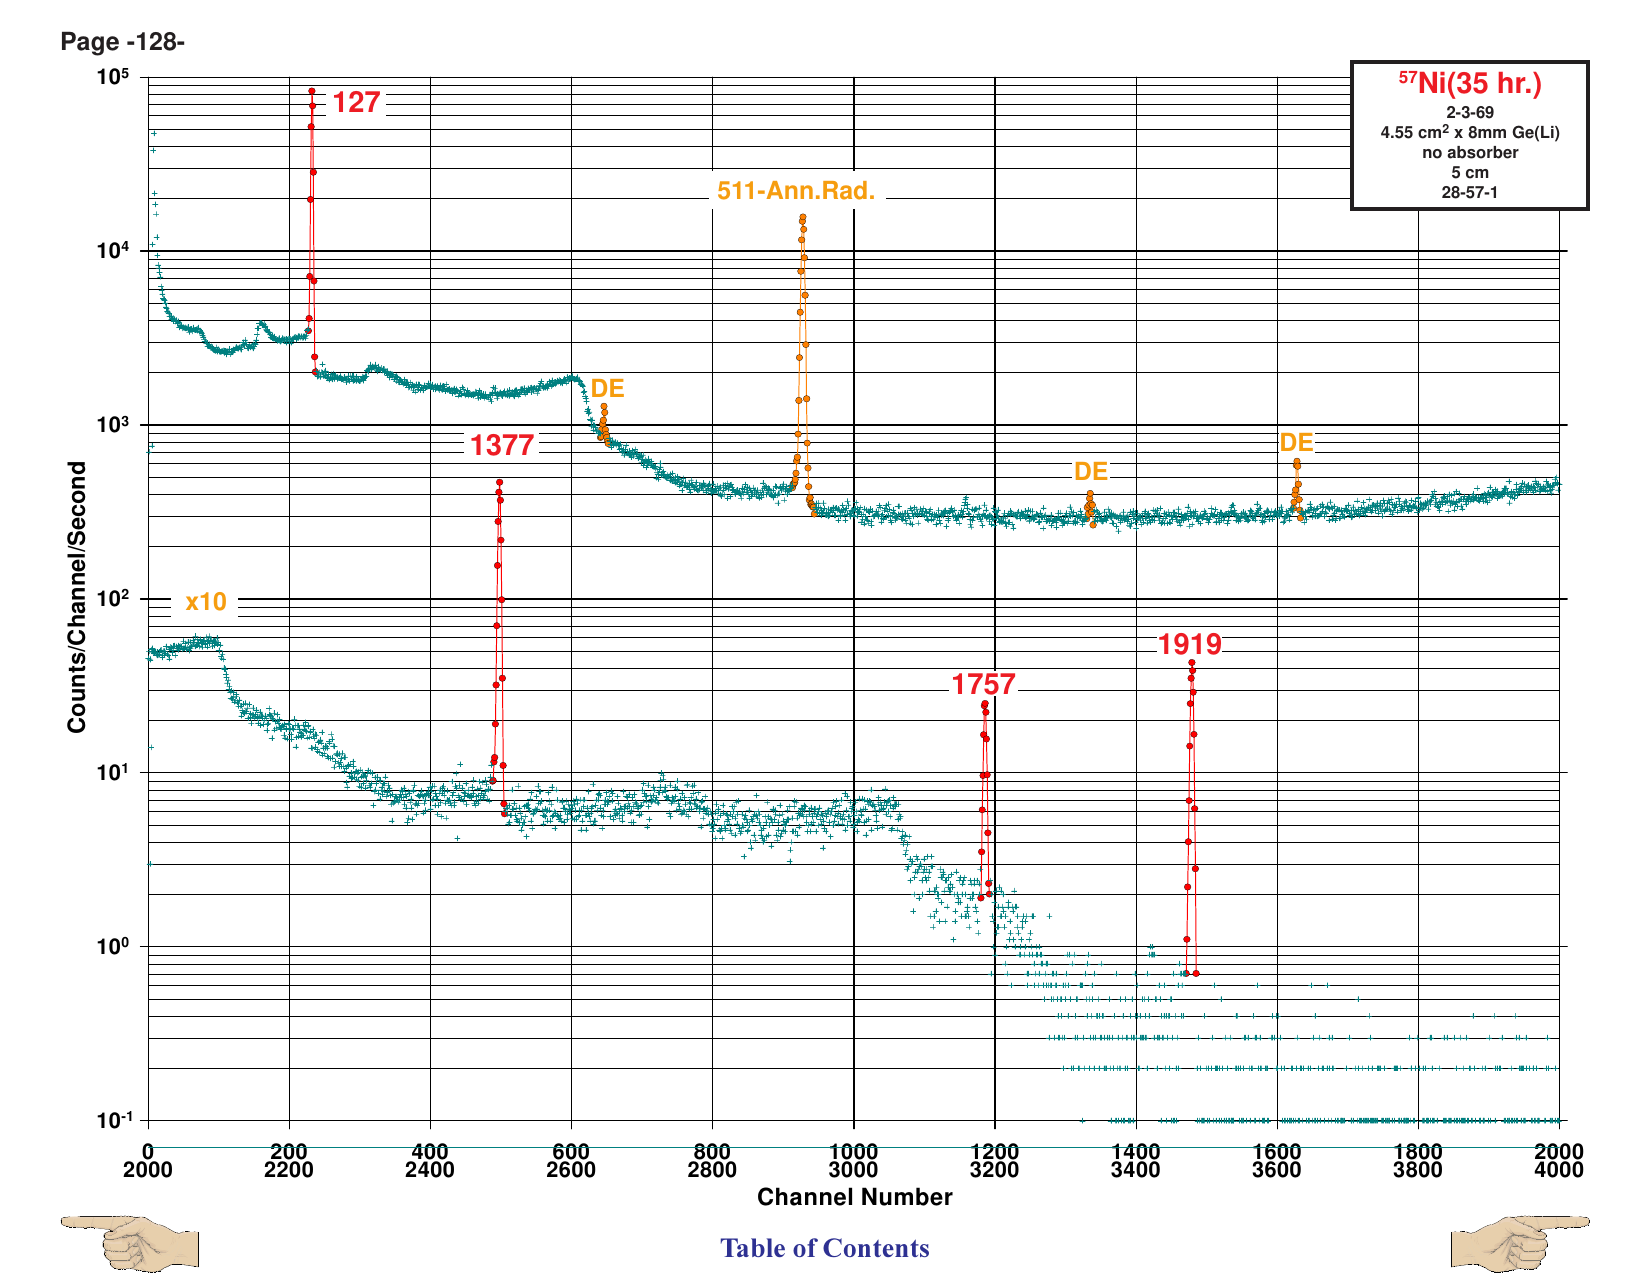 Page -128-
⁵⁷Ni(35 hr.)
2-3-69
4.55 cm² x 8mm Ge(Li)
no absorber
5 cm
28-57-1
10⁵
127
511-Ann.Rad.
10⁴
DE
10³
1377
DE
DE
Counts/Channel/Second
x10
10²
1919
1757
10¹
10⁰
10⁻¹
0 200 400 600 800 1000 1200 1400 1600 1800 2000
2000 2200 2400 2600 2800 3000 3200 3400 3600 3800 4000
Channel Number
Table of Contents